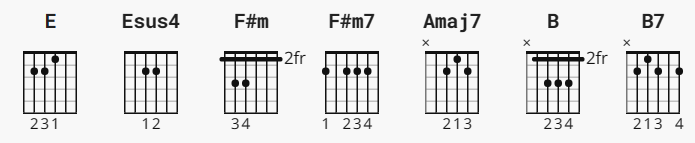 E Esus4 F#m F#m7 Amaj7 B B7
× × ×
2fr 2fr
231 12 34 1 234 213 234 213 4